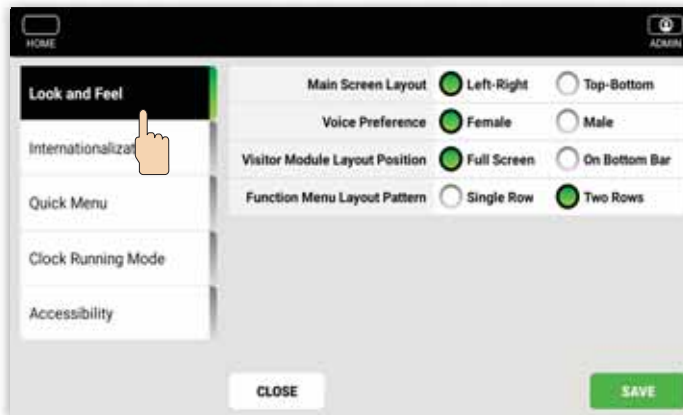 HOME
ADMIN
Look and Feel
Main Screen Layout Left-Right Top-Bottom
Voice Preference Female Male
Visitor Module Layout Position Full Screen On Bottom Bar
Function Menu Layout Pattern Single Row Two Rows
Internationalizat
Quick Menu
Clock Running Mode
Accessibility
CLOSE
SAVE